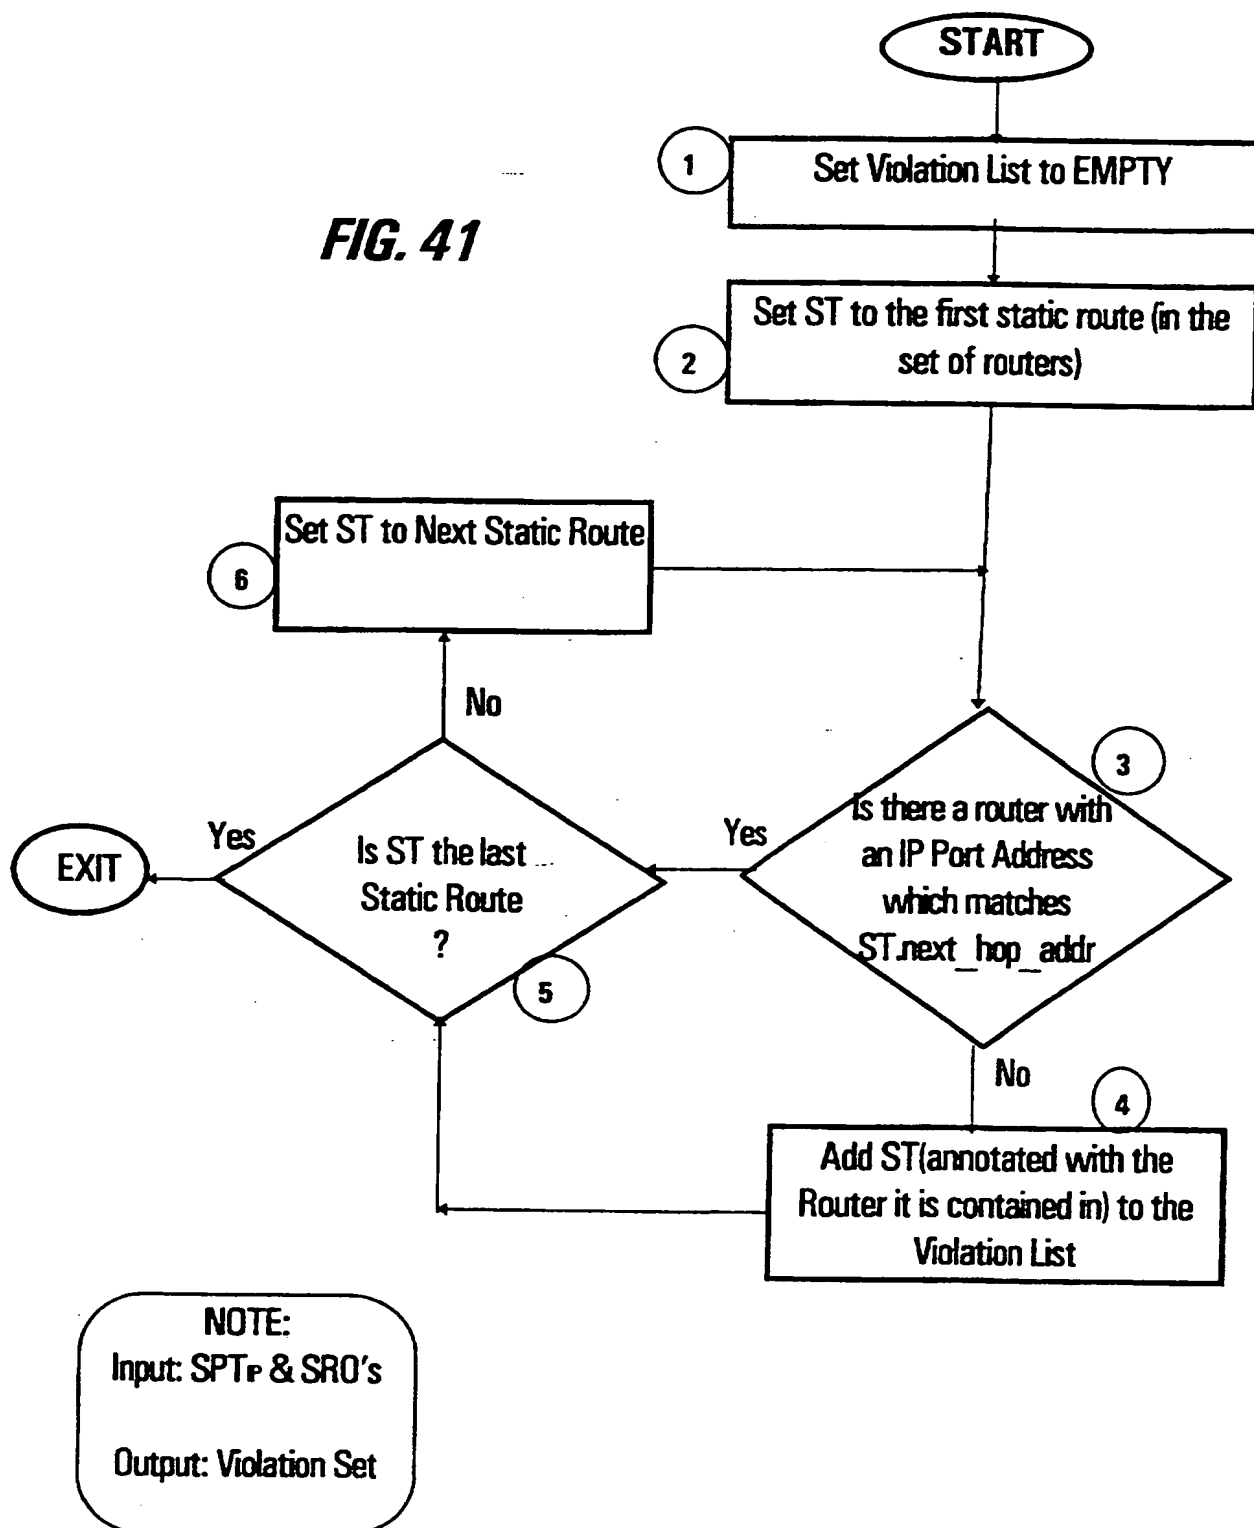 START
1
Set Violation List to EMPTY
FIG. 41
Set ST to the first static route (in the
set of routers)
2
Set ST to Next Static Route
6
No
3
Is there a router with
an IP Port Address
which matches
ST.next_hop_addr
Yes
Is ST the last
Static Route
?
5
Yes
EXIT
No
4
Add ST(annotated with the
Router it is contained in) to the
Violation List
NOTE:
Input: SPTIP & SRO's
Output: Violation Set